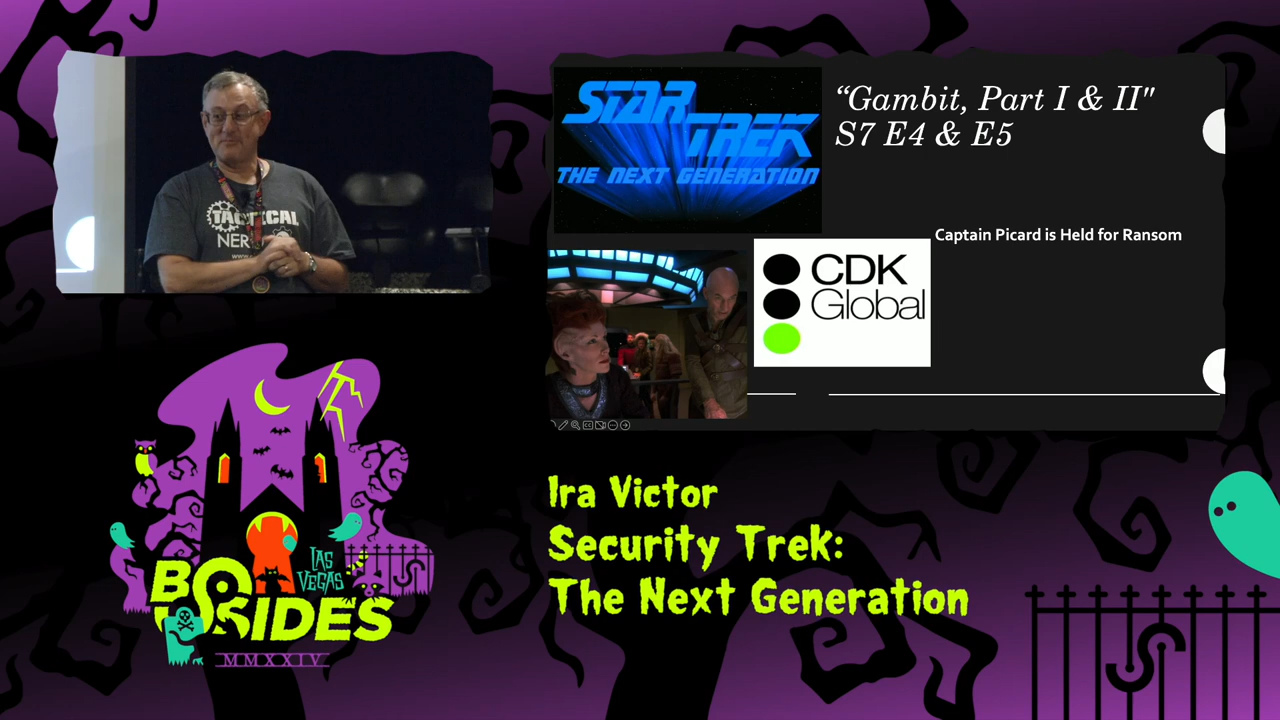 TACTICAL
NER
STAR
TREK
THE NEXT GENERATION
“Gambit, Part I & II"
S7 E4 & E5
Captain Picard is Held for Ransom
CDK
Global
Ira Victor
Security Trek:
The Next Generation
LAS
VEGAS
BSIDES
MMXXIV